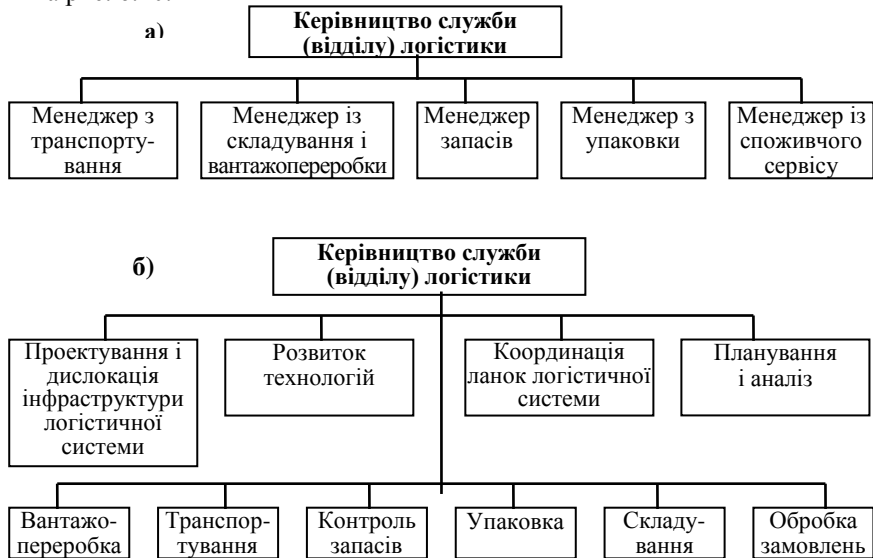 а)
Керівництво служби
(відділу) логістики
Менеджер з
транспорту-
вання
Менеджер із
складування і
вантажопереробки
Менеджер
запасів
Менеджер з
упаковки
Менеджер із
споживчого
сервісу
б)
Керівництво служби
(відділу) логістики
Проектування і
дислокація
інфраструктури
логістичної
системи
Розвиток
технологій
Координація
ланок логістичної
системи
Планування
і аналіз
Вантажо-
переробка
Транспор-
тування
Контроль
запасів
Упаковка
Складу-
вання
Обробка
замовлень